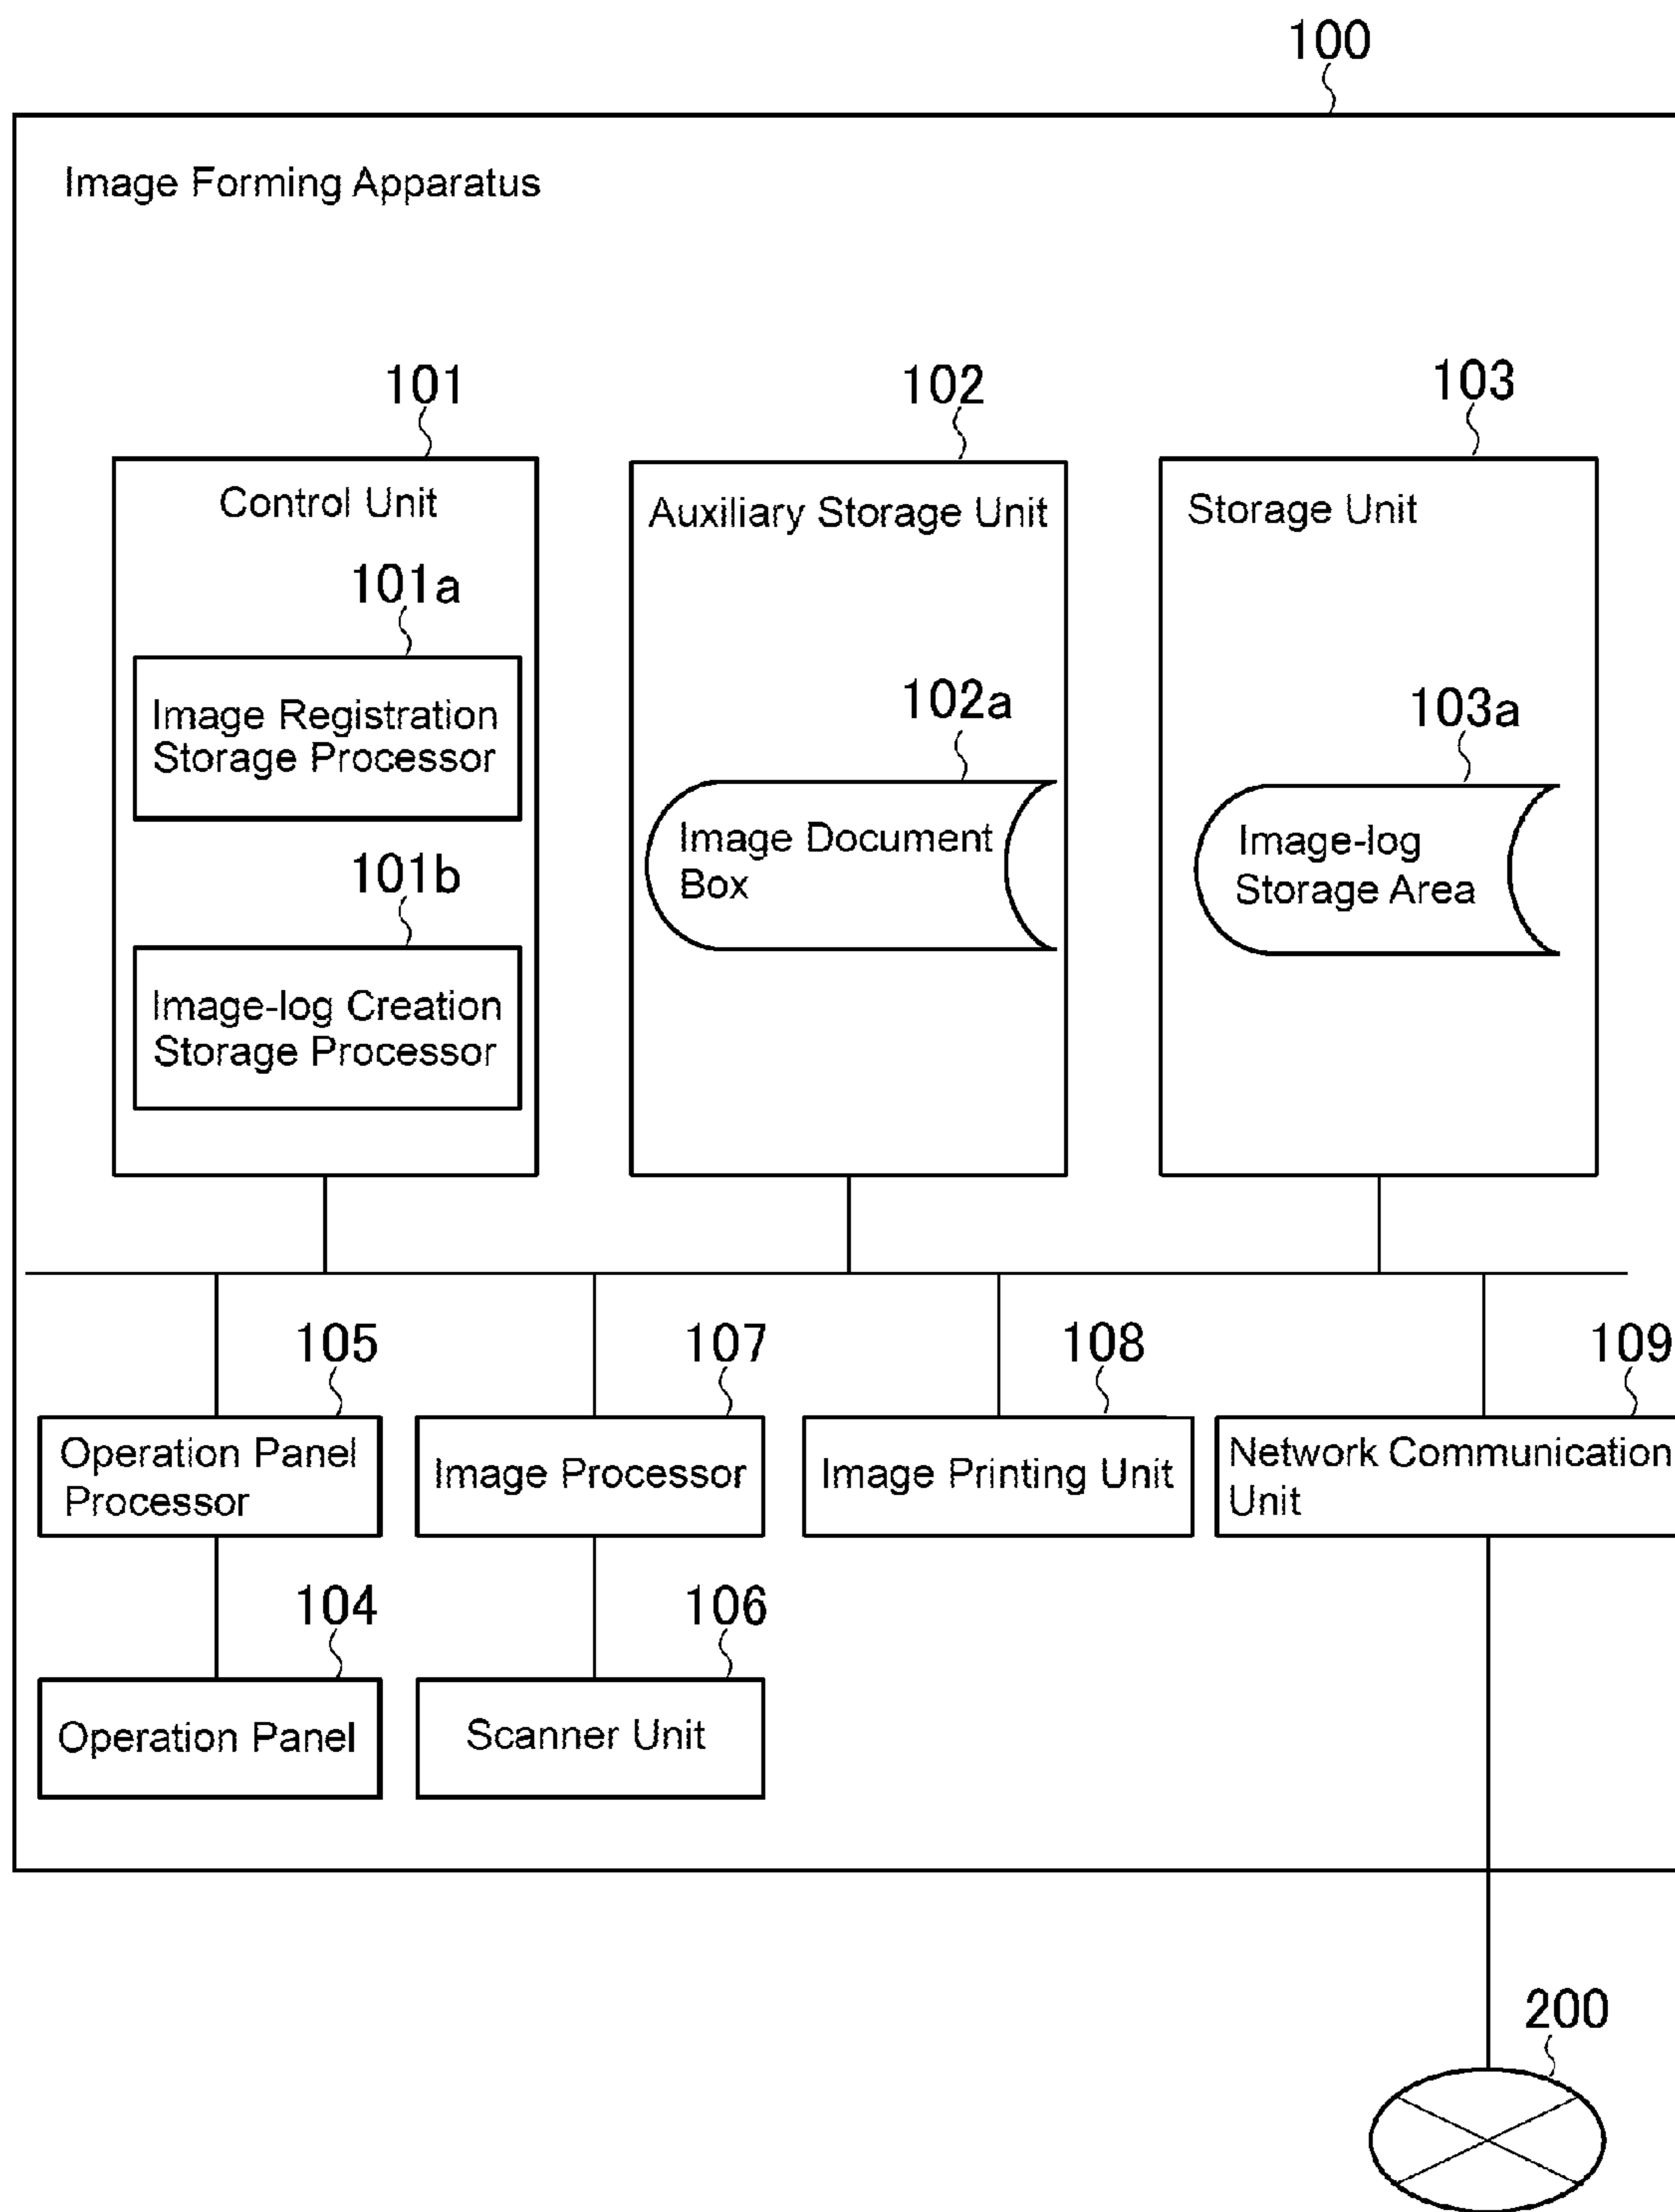 100
Image Forming Apparatus
101
102
103
Control Unit
Auxiliary Storage Unit
Storage Unit
101a
Image Registration
Storage Processor
102a
Image Document
Box
103a
Image-log
Storage Area
101b
Image-log Creation
Storage Processor
105
107
108
109
Operation Panel
Processor
Image Processor
Image Printing Unit
Network Communication
Unit
104
106
Operation Panel
Scanner Unit
200